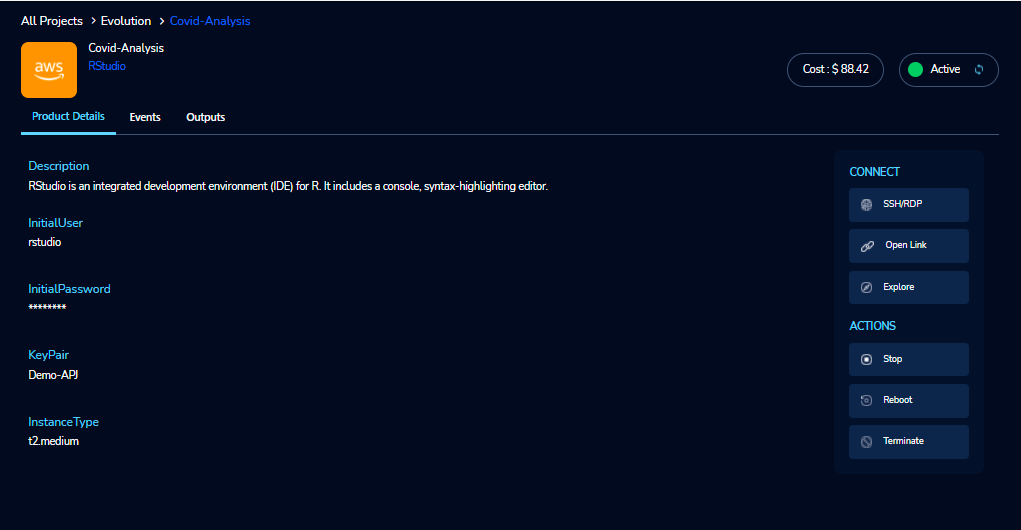 All Projects > Evolution > Covid-Analysis
aws
Covid-Analysis
RStudio
Cost : $ 88.42
Active
Product Details
Events
Outputs
Description
RStudio is an integrated development environment (IDE) for R. It includes a console, syntax-highlighting editor.
InitialUser
rstudio
InitialPassword
********
KeyPair
Demo-APJ
InstanceType
t2.medium
CONNECT
SSH/RDP
Open Link
Explore
ACTIONS
Stop
Reboot
Terminate